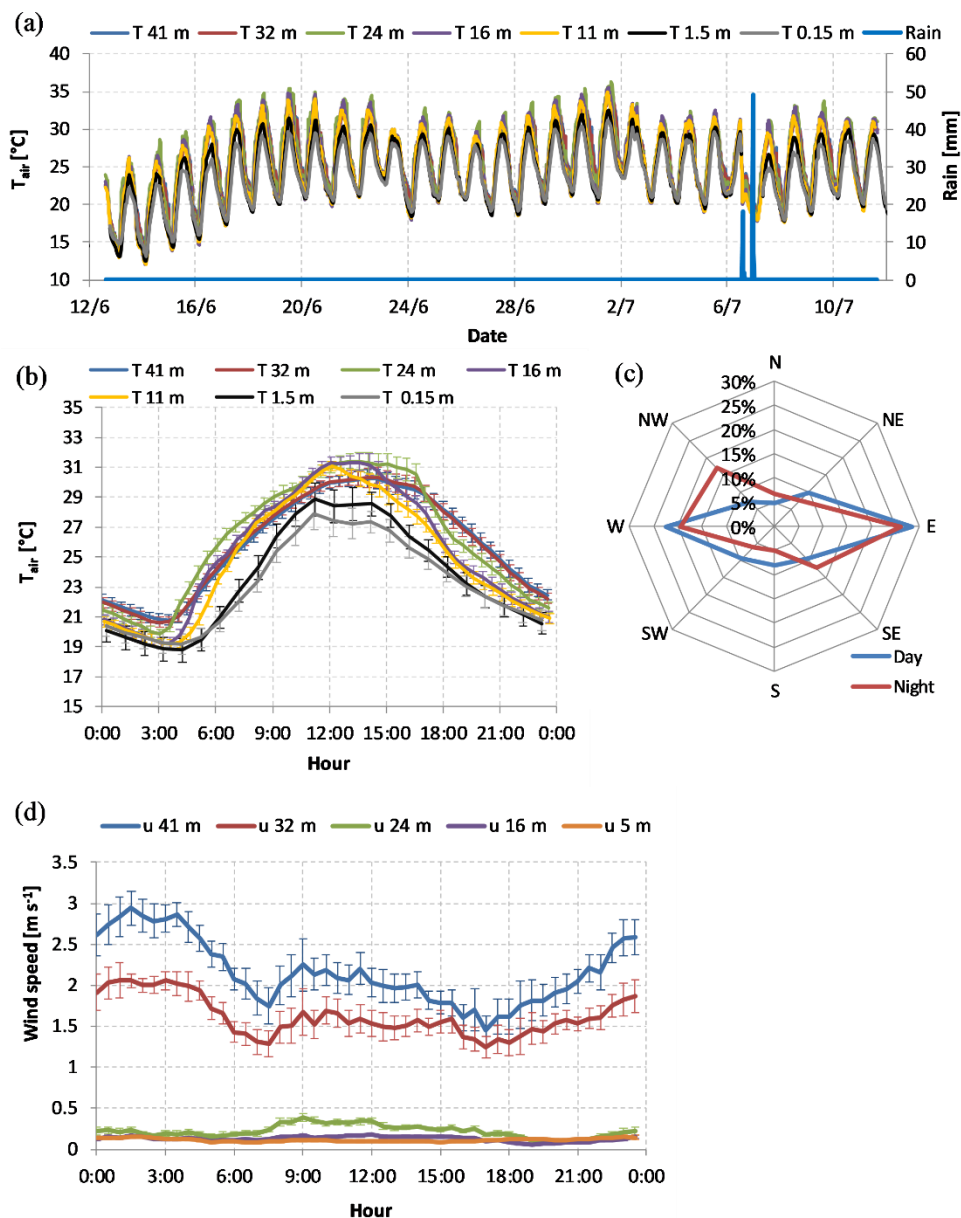 (a)
T 41 m T 32 m T 24 m T 16 m T 11 m T 1.5 m T 0.15 m Rain
40
35
30
25
20
15
10
Tair [°C]
60
50
40
30
20
10
0
Rain [mm]
12/6 16/6 20/6 24/6 28/6 2/7 6/7 10/7
Date
(b)
T 41 m T 32 m T 24 m T 16 m
T 11 m T 1.5 m T 0.15 m
35
33
31
29
27
25
23
21
19
17
15
Tair [°C]
0:00 3:00 6:00 9:00 12:00 15:00 18:00 21:00 0:00
Hour
(c)
N
30%
25%
20%
15%
10%
5%
0%
NW
NE
W
E
SW
SE
S
Day
Night
(d)
u 41 m u 32 m u 24 m u 16 m u 5 m
3.5
3
2.5
2
1.5
1
0.5
0
Wind speed [m s-1]
0:00 3:00 6:00 9:00 12:00 15:00 18:00 21:00 0:00
Hour